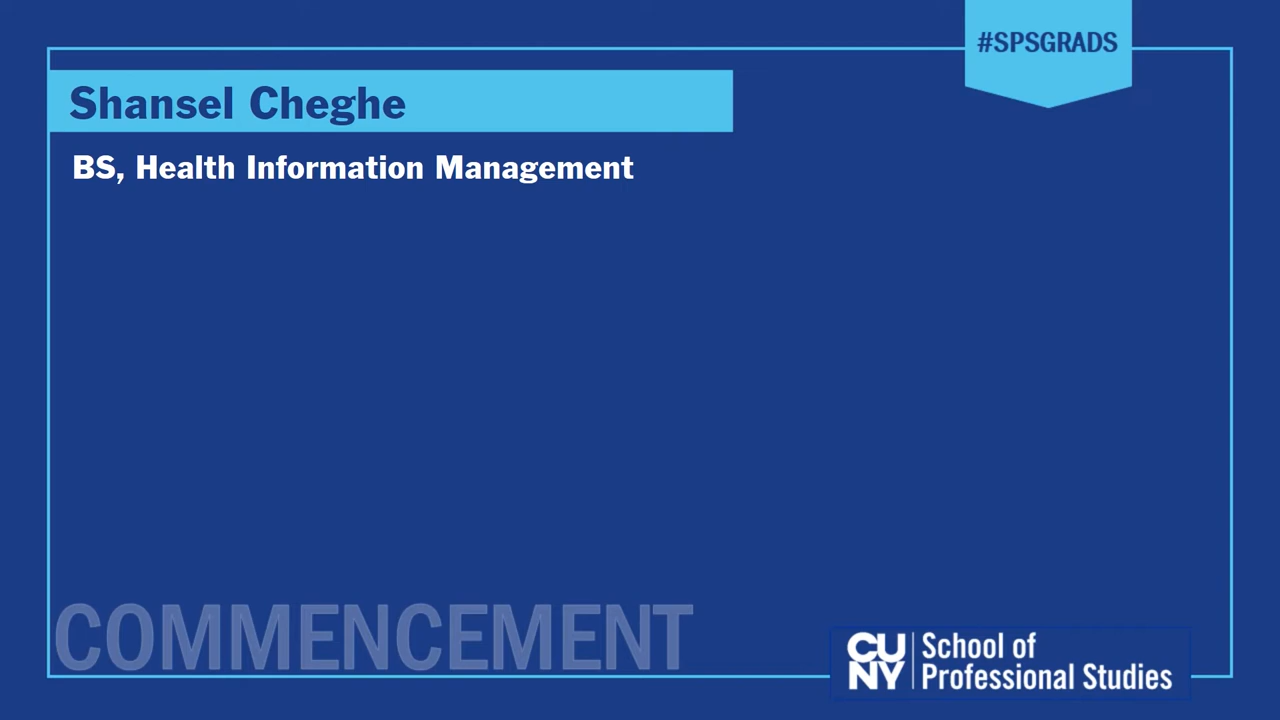 #SPSGRADS
Shansel Cheghe
BS, Health Information Management
COMMENCEMENT
CU
NY
School of
Professional Studies